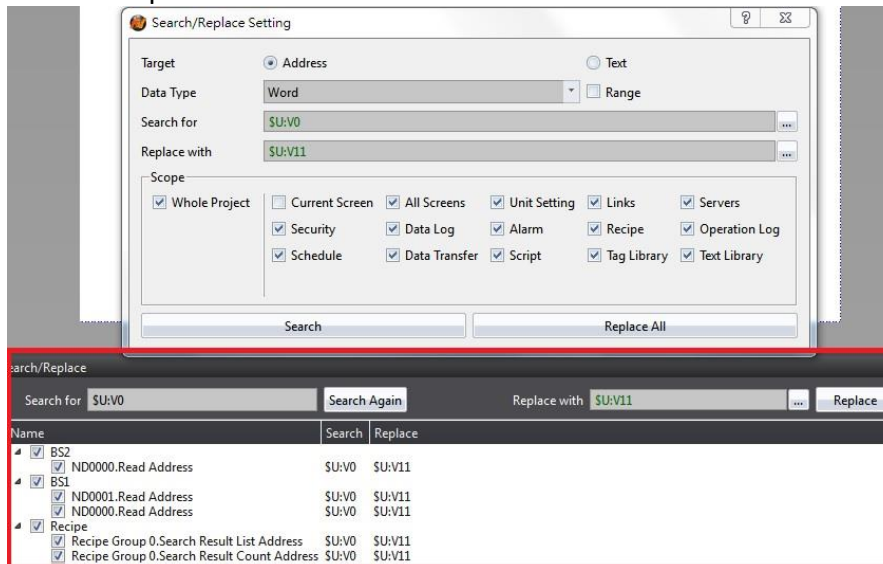 Search/Replace Setting
Target Address Text
Data Type Word Range
Search for $U:V0 ...
Replace with $U:V11 ...
Scope
Whole Project Current Screen All Screens Unit Setting Links Servers
Security Data Log Alarm Recipe Operation Log
Schedule Data Transfer Script Tag Library Text Library
Search Replace All
earch/Replace
Search for $U:V0 Search Again Replace with $U:V11 ... Replace
Name Search Replace
BS2
ND0000.Read Address $U:V0 $U:V11
BS1
ND0001.Read Address $U:V0 $U:V11
ND0000.Read Address $U:V0 $U:V11
Recipe
Recipe Group 0.Search Result List Address $U:V0 $U:V11
Recipe Group 0.Search Result Count Address $U:V0 $U:V11